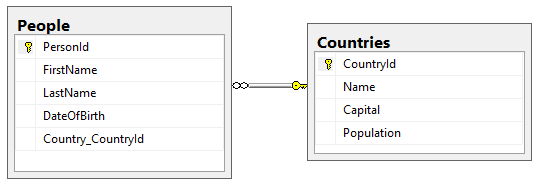 People
PersonId
FirstName
LastName
DateOfBirth
Country_CountryId
Countries
CountryId
Name
Capital
Population